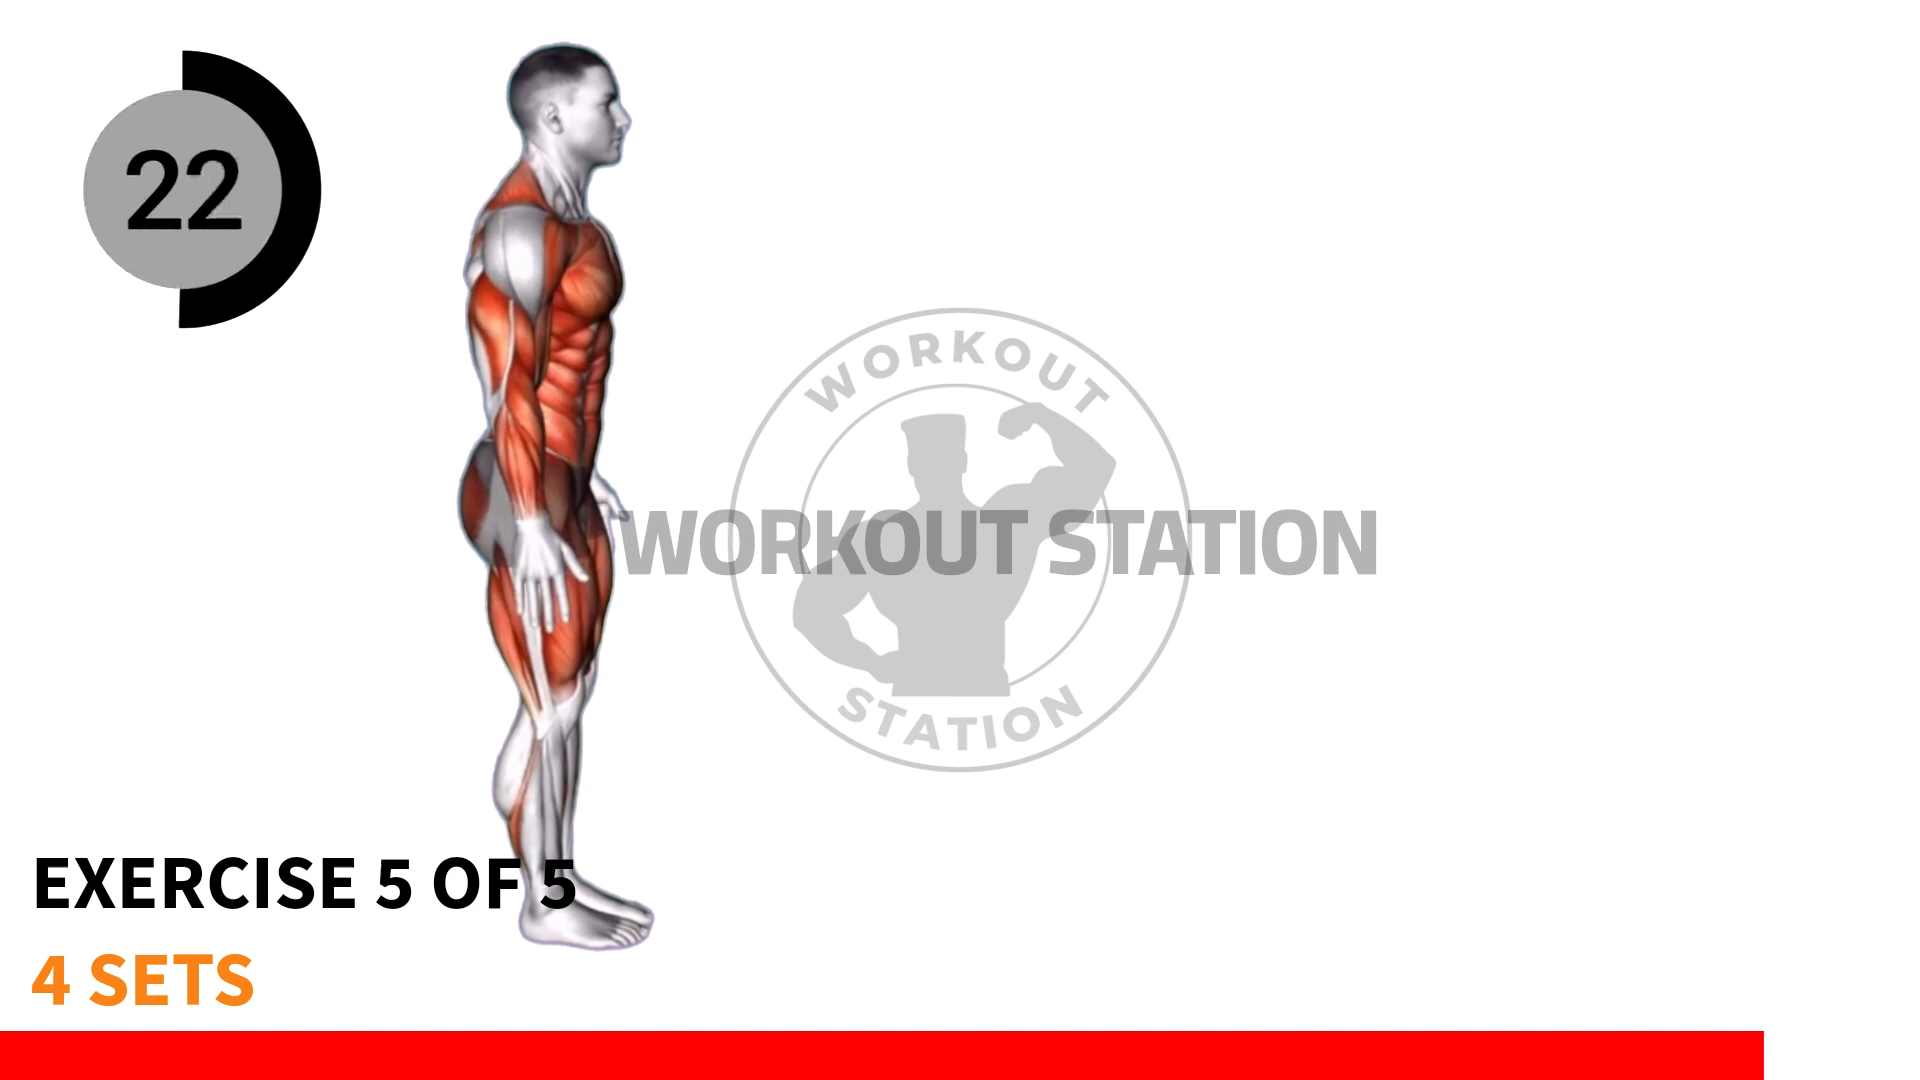 22
WORKOUT
WORKOUT STATION
STATION
EXERCISE 5 OF 5
4 SETS